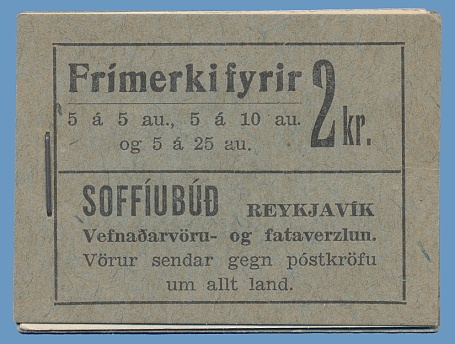 Frímerki fyrir 2 kr.
5 á 5 au., 5 á 10 au.
og 5 á 25 au.
SOFFÍUBÚÐ REYKJAVÍK
Vefnaðarvöru- og fataverzlun.
Vörur sendar gegn póstkröfu
um allt land.